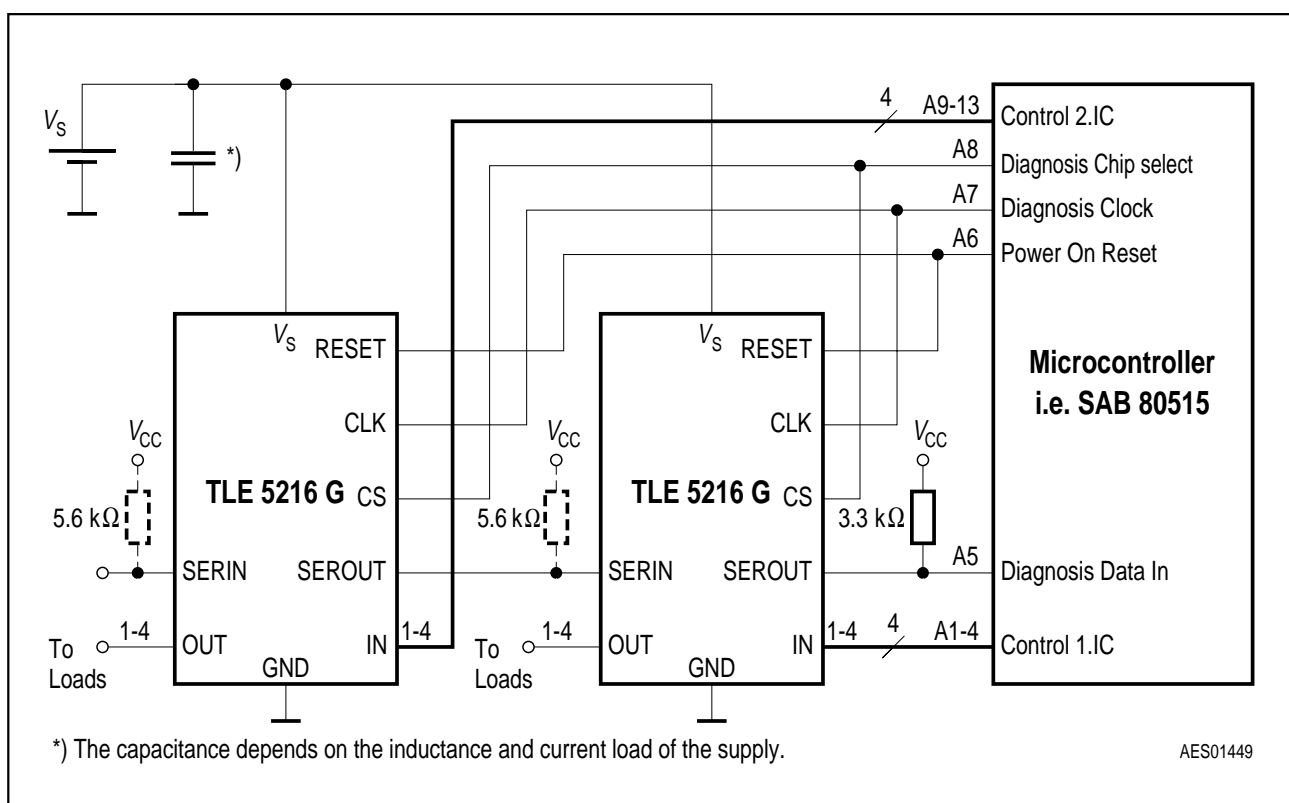 4 A9-13 Control 2.IC
V_S
*)
A8 Diagnosis Chip select
A7 Diagnosis Clock
A6 Power On Reset
V_S RESET
V_S RESET
Microcontroller
i.e. SAB 80515
CLK
CLK
V_CC
V_CC
V_CC
TLE 5216 G CS
TLE 5216 G CS
5.6 kΩ
5.6 kΩ
3.3 kΩ
SERIN SEROUT
SERIN SEROUT
A5 Diagnosis Data In
To
Loads
1-4 OUT IN 1-4
GND
To
Loads
1-4 OUT IN 1-4
GND
4 A1-4 Control 1.IC
*) The capacitance depends on the inductance and current load of the supply.
AES01449